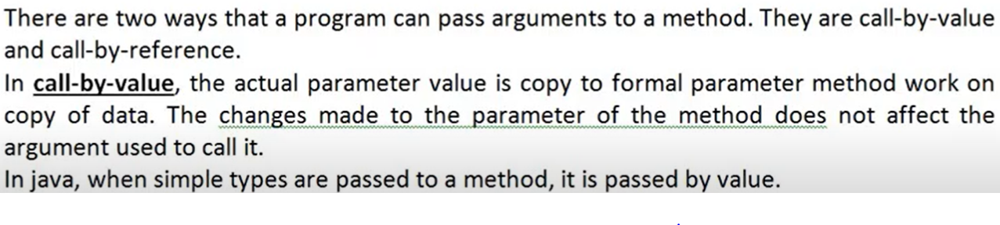 There are two ways that a program can pass arguments to a method. They are call-by-value
and call-by-reference.
In call-by-value, the actual parameter value is copy to formal parameter method work on
copy of data. The changes made to the parameter of the method does not affect the
argument used to call it.
In java, when simple types are passed to a method, it is passed by value.